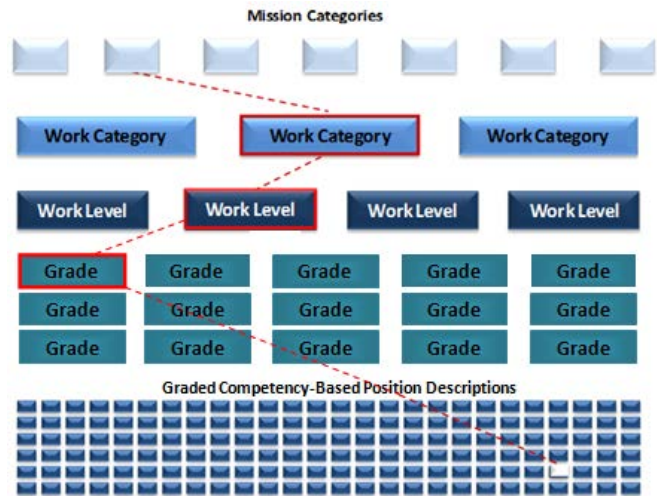 Mission Categories
Work Category Work Category Work Category
Work Level Work Level Work Level Work Level
Grade Grade Grade Grade Grade
Grade Grade Grade Grade Grade
Grade Grade Grade Grade Grade
Graded Competency-Based Position Descriptions